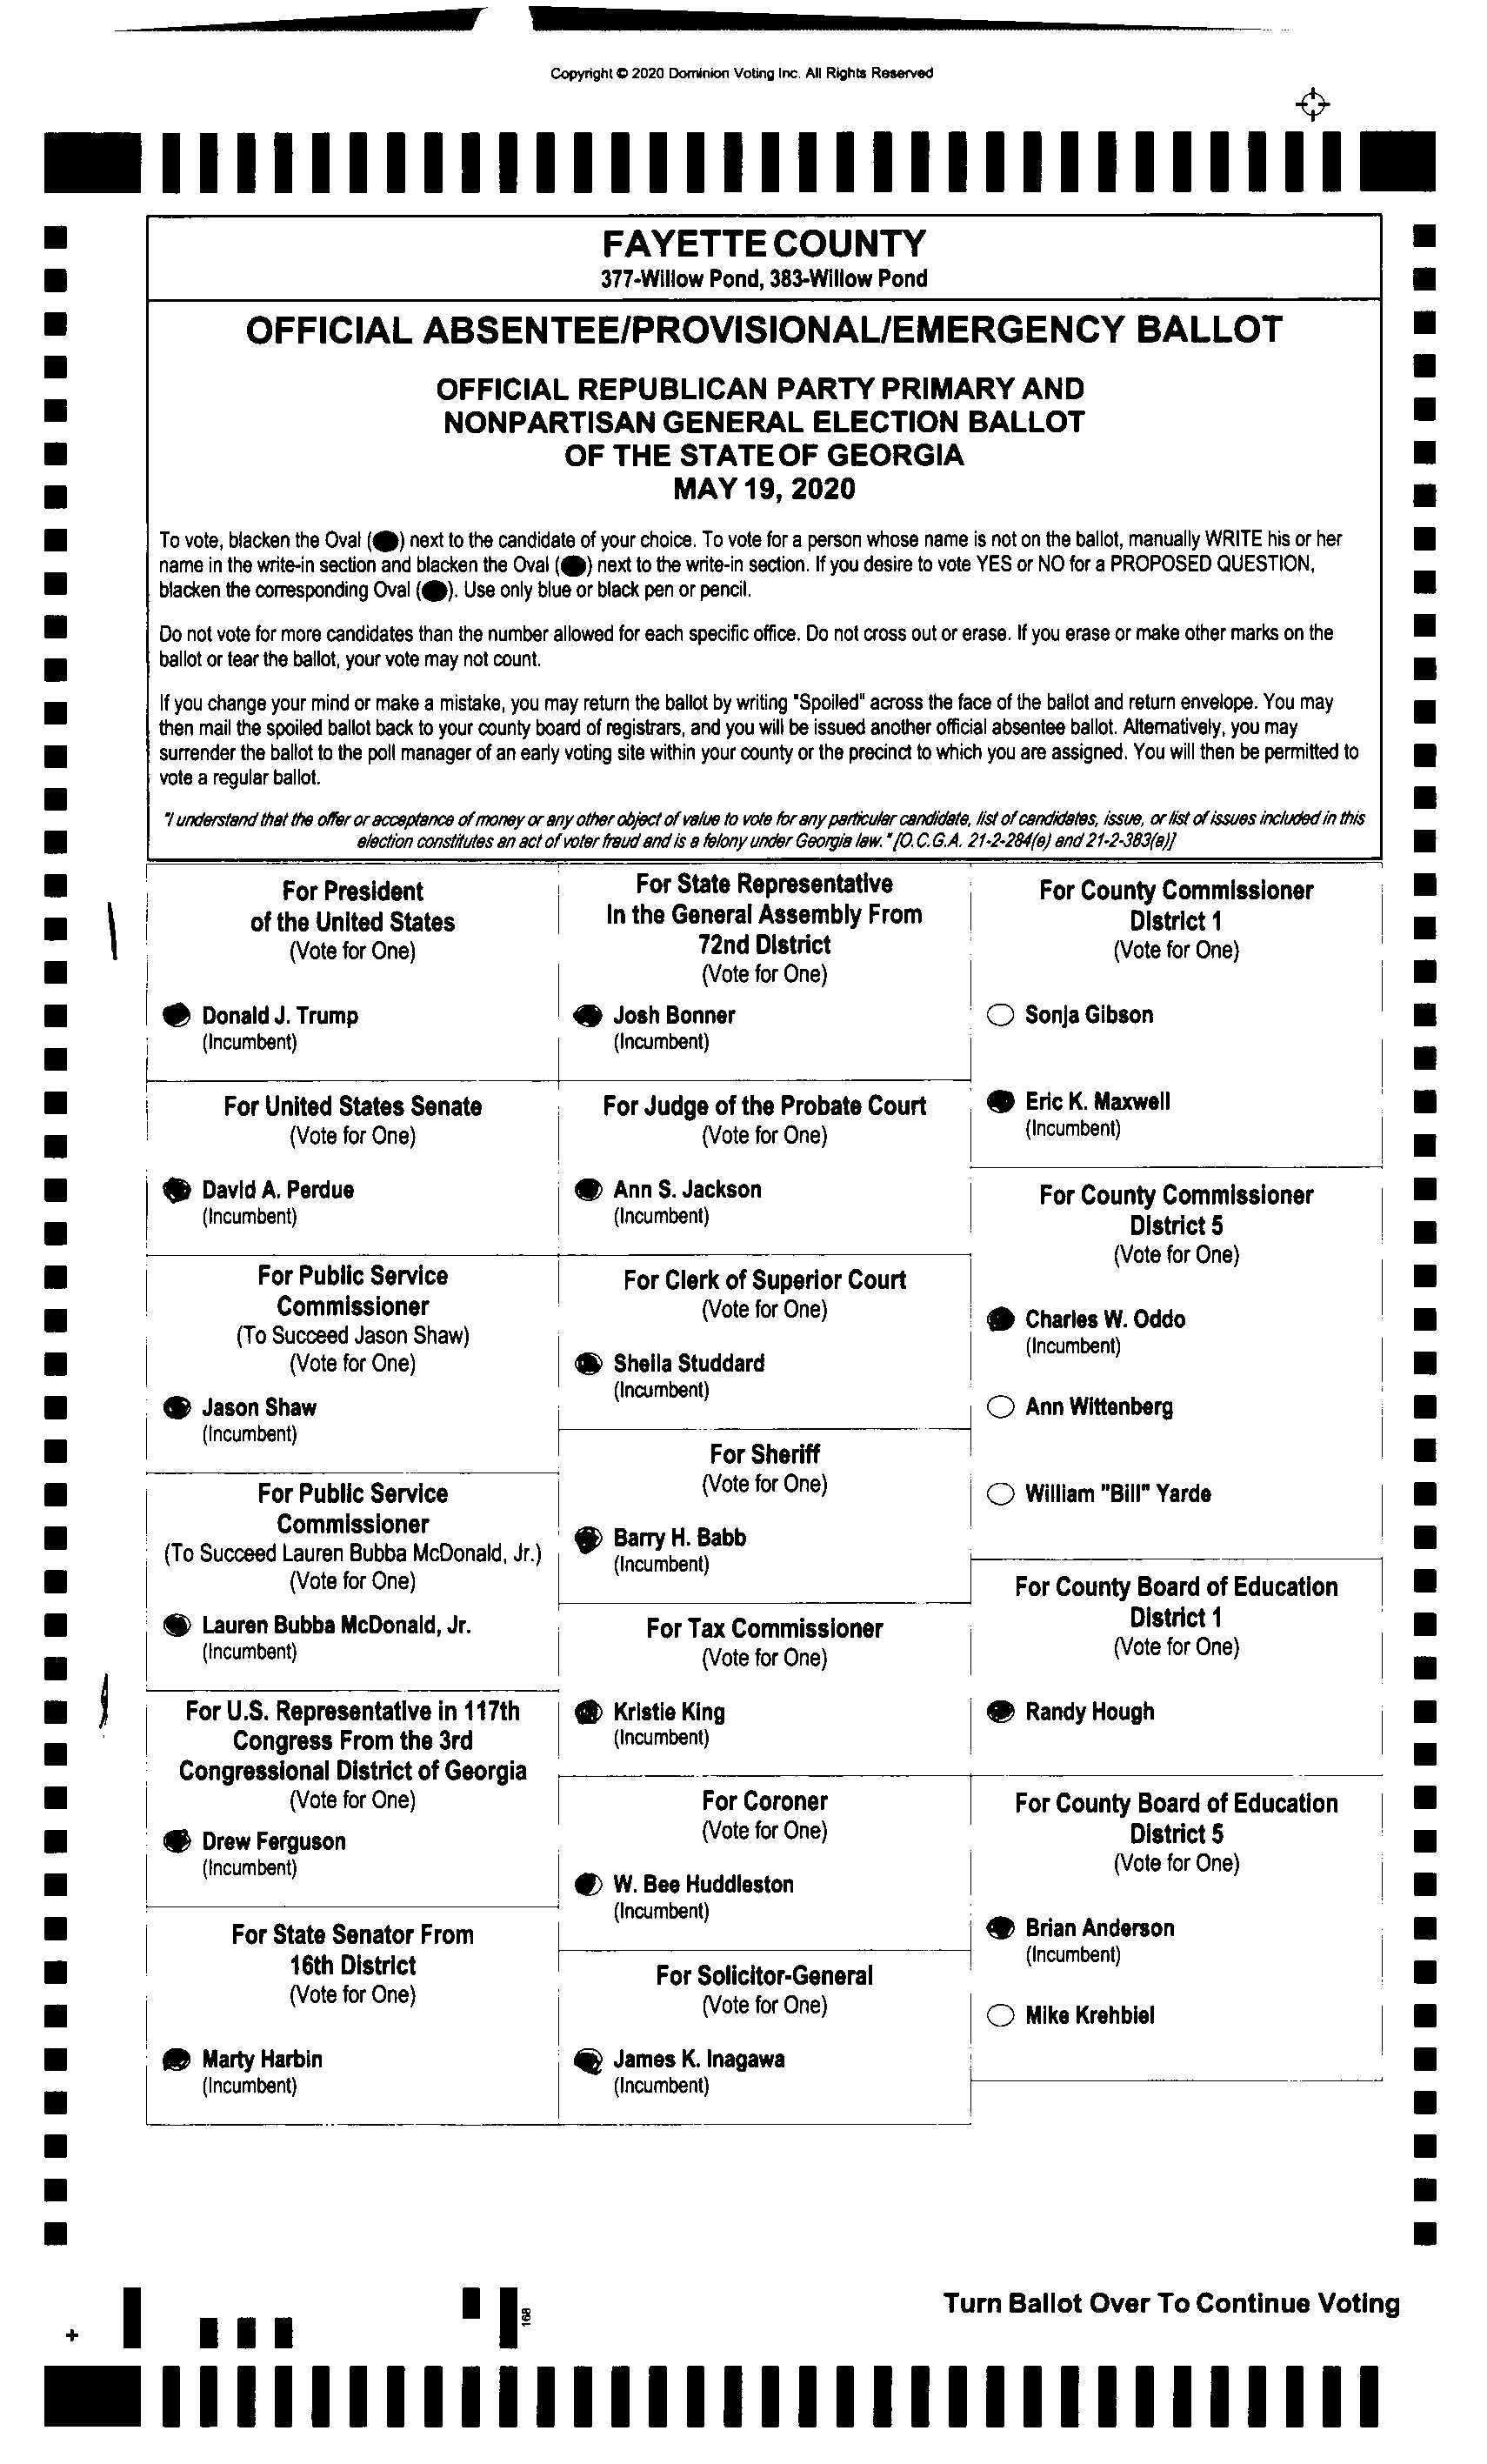 Copyright © 2020 Dominion Voting Inc. All Rights Reserved
FAYETTE COUNTY
377-Willow Pond, 383-Willow Pond
OFFICIAL ABSENTEE/PROVISIONAL/EMERGENCY BALLOT
OFFICIAL REPUBLICAN PARTY PRIMARY AND
NONPARTISAN GENERAL ELECTION BALLOT
OF THE STATE OF GEORGIA
MAY 19, 2020
To vote, blacken the Oval ( ) next to the candidate of your choice. To vote for a person whose name is not on the ballot, manually WRITE his or her
name in the write-in section and blacken the Oval ( ) next to the write-in section. If you desire to vote YES or NO for a PROPOSED QUESTION,
blacken the corresponding Oval ( ). Use only blue or black pen or pencil.
Do not vote for more candidates than the number allowed for each specific office. Do not cross out or erase. If you erase or make other marks on the
ballot or tear the ballot, your vote may not count.
If you change your mind or make a mistake, you may return the ballot by writing "Spoiled" across the face of the ballot and return envelope. You may
then mail the spoiled ballot back to your county board of registrars, and you will be issued another official absentee ballot. Alternatively, you may
surrender the ballot to the poll manager of an early voting site within your county or the precinct to which you are assigned. You will then be permitted to
vote a regular ballot.
"I understand that the offer or acceptance of money or any other object of value to vote for any particular candidate, list of candidates, issue, or list of issues included in this
election constitutes an act of voter fraud and is a felony under Georgia law." [O.C.G.A. 21-2-284(e) and 21-2-383(a)]
For President
of the United States
(Vote for One)
Donald J. Trump
(Incumbent)
For United States Senate
(Vote for One)
David A. Perdue
(Incumbent)
For Public Service
Commissioner
(To Succeed Jason Shaw)
(Vote for One)
Jason Shaw
(Incumbent)
For Public Service
Commissioner
(To Succeed Lauren Bubba McDonald, Jr.)
(Vote for One)
Lauren Bubba McDonald, Jr.
(Incumbent)
For U.S. Representative in 117th
Congress From the 3rd
Congressional District of Georgia
(Vote for One)
Drew Ferguson
(Incumbent)
For State Senator From
16th District
(Vote for One)
Marty Harbin
(Incumbent)
For State Representative
In the General Assembly From
72nd District
(Vote for One)
Josh Bonner
(Incumbent)
For Judge of the Probate Court
(Vote for One)
Ann S. Jackson
(Incumbent)
For Clerk of Superior Court
(Vote for One)
Sheila Studdard
(Incumbent)
For Sheriff
(Vote for One)
Barry H. Babb
(Incumbent)
For Tax Commissioner
(Vote for One)
Kristie King
(Incumbent)
For Coroner
(Vote for One)
W. Bee Huddleston
(Incumbent)
For Solicitor-General
(Vote for One)
James K. Inagawa
(Incumbent)
For County Commissioner
District 1
(Vote for One)
Sonja Gibson
Eric K. Maxwell
(Incumbent)
For County Commissioner
District 5
(Vote for One)
Charles W. Oddo
(Incumbent)
Ann Wittenberg
William "Bill" Yarde
For County Board of Education
District 1
(Vote for One)
Randy Hough
For County Board of Education
District 5
(Vote for One)
Brian Anderson
(Incumbent)
Mike Krehbiel
Turn Ballot Over To Continue Voting
168